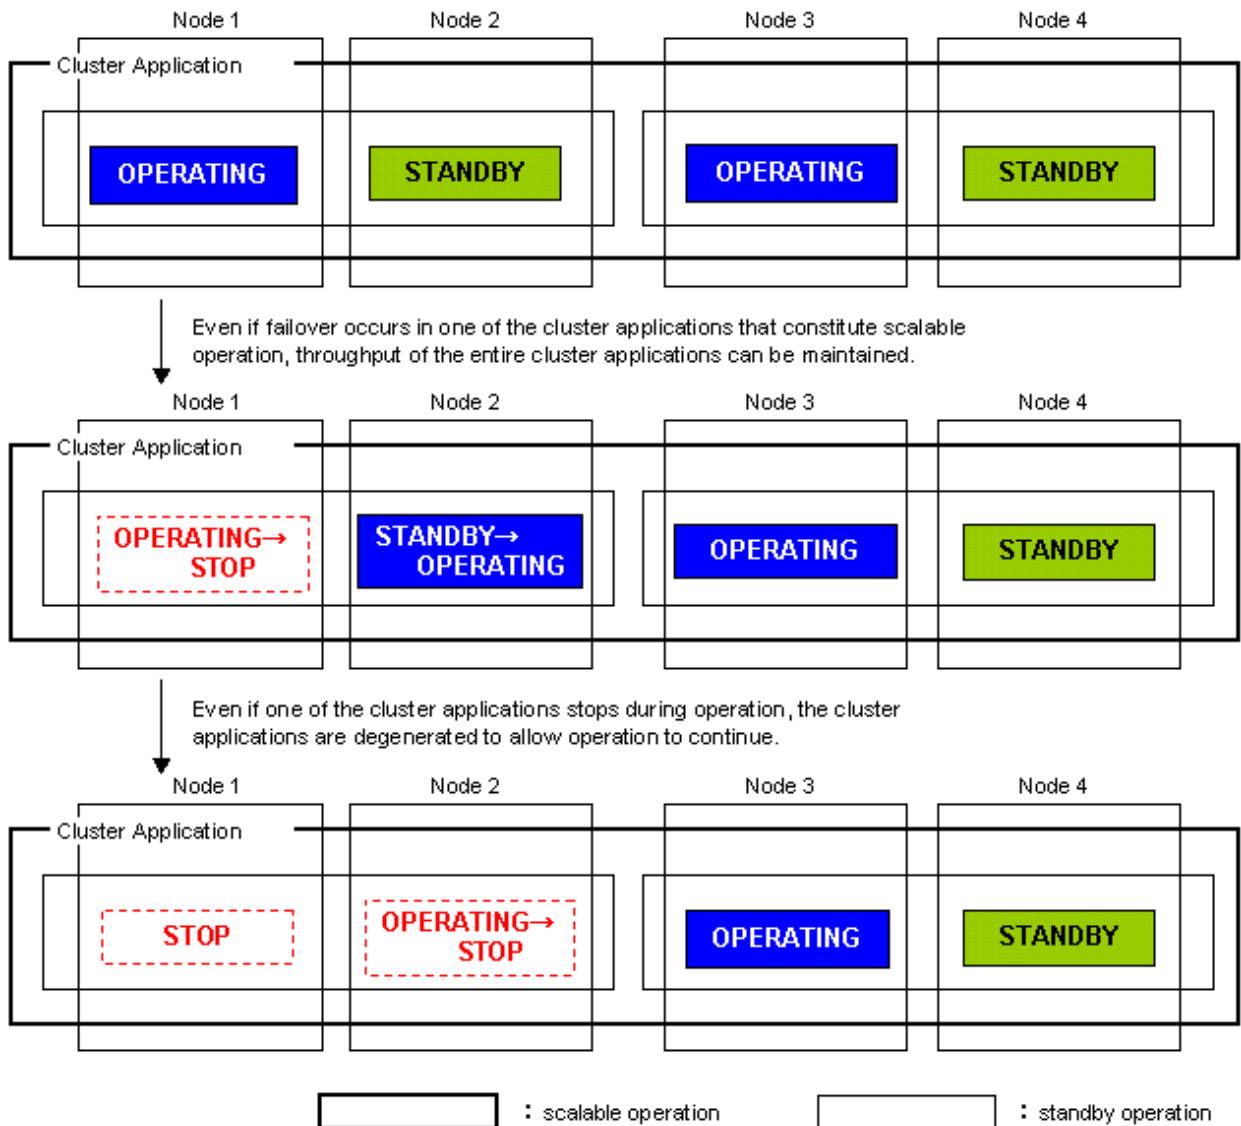 Node 1 Node 2 Node 3 Node 4
Cluster Application
OPERATING STANDBY OPERATING STANDBY
Even if failover occurs in one of the cluster applications that constitute scalable
operation, throughput of the entire cluster applications can be maintained.
Node 1 Node 2 Node 3 Node 4
Cluster Application
OPERATING→
STOP
STANDBY→
OPERATING
OPERATING
STANDBY
Even if one of the cluster applications stops during operation, the cluster
applications are degenerated to allow operation to continue.
Node 1 Node 2 Node 3 Node 4
Cluster Application
STOP
OPERATING→
STOP
OPERATING
STANDBY
: scalable operation : standby operation